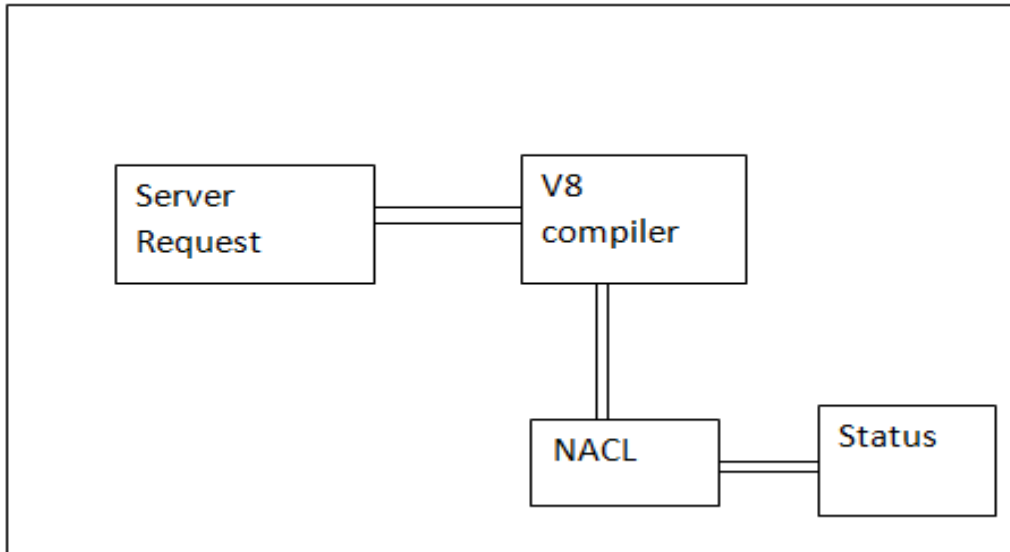 Server
Request
V8
compiler
NACL
Status